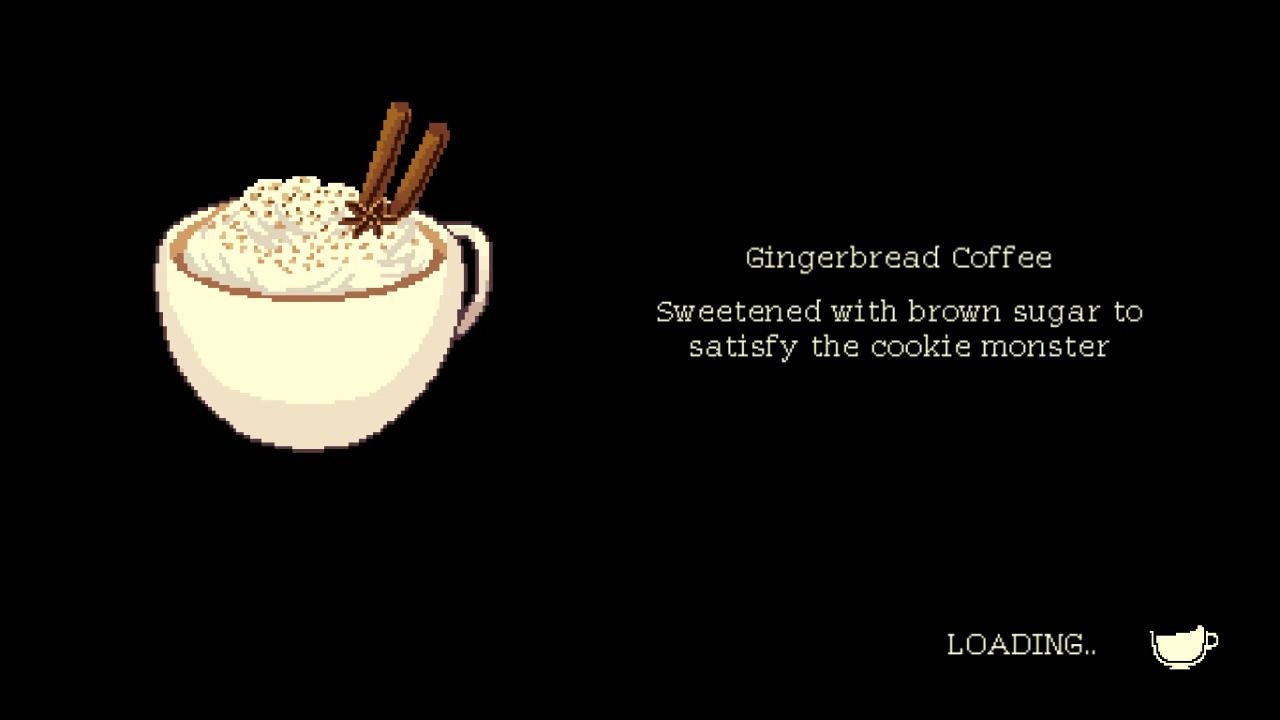 Gingerbread Coffee
Sweetened with brown sugar to
satisfy the cookie monster
LOADING..